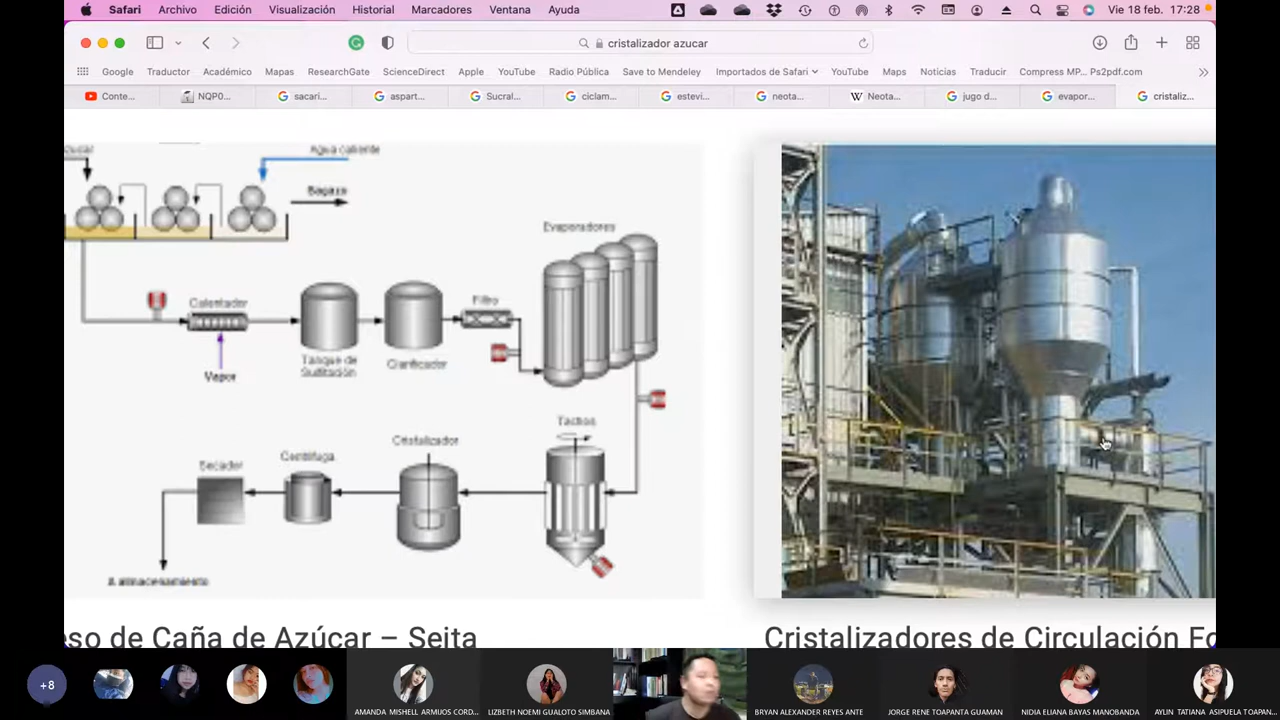 Safari Archivo Edición Visualización Historial Marcadores Ventana Ayuda Vie 18 feb. 17:28
cristalizador azucar
Google Traductor Académico Mapas ResearchGate ScienceDirect Apple YouTube Radio Pública Save to Mendeley Importados de Safari YouTube Maps Noticias Traducir Compress MP... Ps2pdf.com
Conte... NQP0... sacari... aspart... Sucral... ciclam... estevi... neota... Neota... jugo d... evapor... cristaliz...
Agua caliente
Bagazo
Evaporadores
Calentador
Filtro
Tanque de
Sulfitación
Clarificador
Vapor
Tachos
Cristalizador
Centrífuga
Secador
A almacenamiento
eso de Caña de Azúcar – Seita
Cristalizadores de Circulación Fo
+8
AMANDA MISHELL ARMIJOS CORD...
LIZBETH NOEMI GUALOTO SIMBANA
BRYAN ALEXANDER REYES ANTE
JORGE RENE TOAPANTA GUAMAN
NIDIA ELIANA BAYAS MANOBANDA
AYLIN TATIANA ASIPUELA TOAPAN...